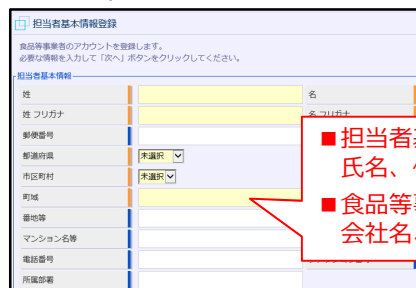 担当者基本情報登録
食品等事業者のアカウントを登録します。
必要な情報を入力して「次へ」ボタンをクリックしてください。
担当者基本情報
姓
名
姓 フリガナ
名 フリガナ
郵便番号
都道府県
未選択
市区町村
未選択
町域
番地等
マンション名等
電話番号
所属部署
■担当者
氏名、
■食品等事
会社名